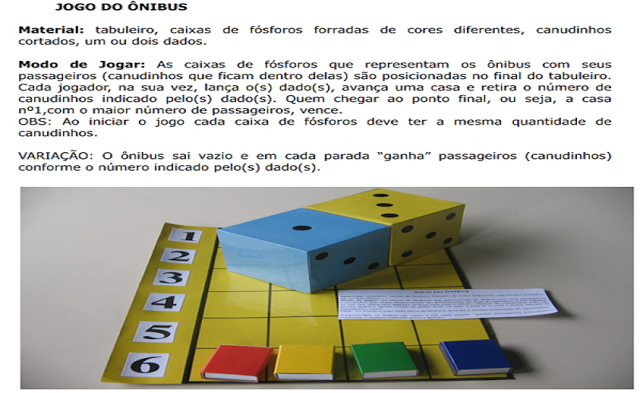 JOGO DO ÔNIBUS
Material: tabuleiro, caixas de fósforos forradas de cores diferentes, canudinhos
cortados, um ou dois dados.
Modo de Jogar: As caixas de fósforos que representam os ônibus com seus
passageiros (canudinhos que ficam dentro delas) são posicionadas no final do tabuleiro.
Cada jogador, na sua vez, lança o(s) dado(s), avança uma casa e retira o número de
canudinhos indicado pelo(s) dado(s). Quem chegar ao ponto final, ou seja, a casa
nº1,com o maior número de passageiros, vence.
OBS: Ao iniciar o jogo cada caixa de fósforos deve ter a mesma quantidade de
canudinhos.
VARIAÇÃO: O ônibus sai vazio e em cada parada “ganha” passageiros (canudinhos)
conforme o número indicado pelo(s) dado(s).
1
2
3
4
5
6